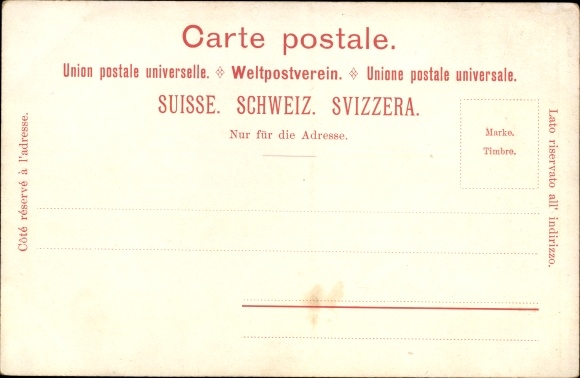 Carte postale.
Union postale universelle. Weltpostverein. Unione postale universale.
SUISSE. SCHWEIZ. SVIZZERA.
Nur für die Adresse.
Marke.
Timbre.
Côté réservé à l'adresse.
Lato riservato all' indirizzo.